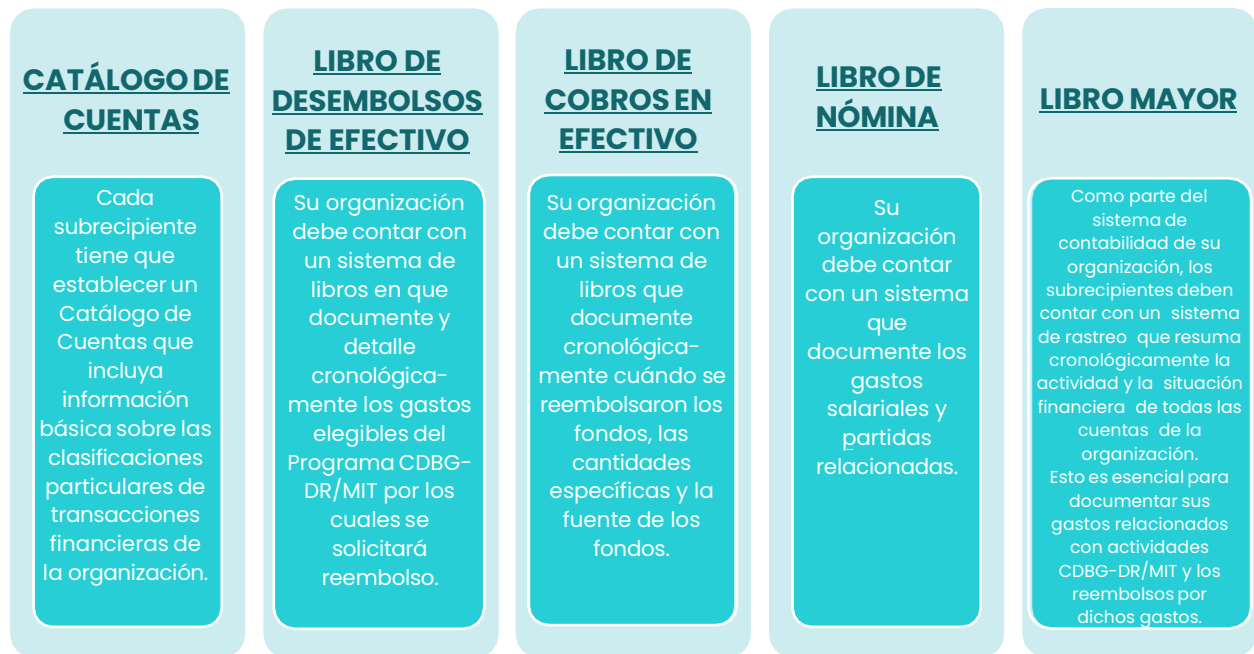 CATÁLOGO DE
CUENTAS
Cada
subrecipiente
tiene que
establecer un
Catálogo de
Cuentas que
incluya
información
básica sobre las
clasificaciones
particulares de
transacciones
financieras de
la organización.
LIBRO DE
DESEMBOLSOS
DE EFECTIVO
Su organización
debe contar con
un sistema de
libros en que
documente y
detalle
cronológica-
mente los gastos
elegibles del
Programa CDBG-
DR/MIT por los
cuales se
solicitará
reembolso.
LIBRO DE
COBROS EN
EFECTIVO
Su organización
debe contar con
un sistema de
libros que
documente
cronológica-
mente cuándo se
reembolsaron los
fondos, las
cantidades
específicas y la
fuente de los
fondos.
LIBRO DE
NÓMINA
Su
organización
debe contar
con un sistema
que
documente los
gastos
salariales y
partidas
relacionadas.
LIBRO MAYOR
Como parte del
sistema de
contabilidad de su
organización, los
subrecipientes deben
contar con un sistema
de rastreo que resuma
cronológicamente la
actividad y la situación
financiera de todas las
cuentas de la
organización.
Esto es esencial para
documentar sus
gastos relacionados
con actividades
CDBG-DR/MIT y los
reembolsos por
dichos gastos.